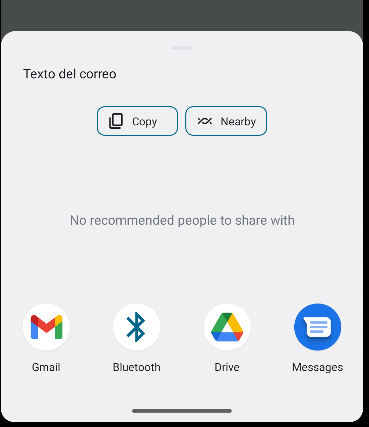 Texto del correo
Copy
Nearby
No recommended people to share with
Gmail
Bluetooth
Drive
Messages